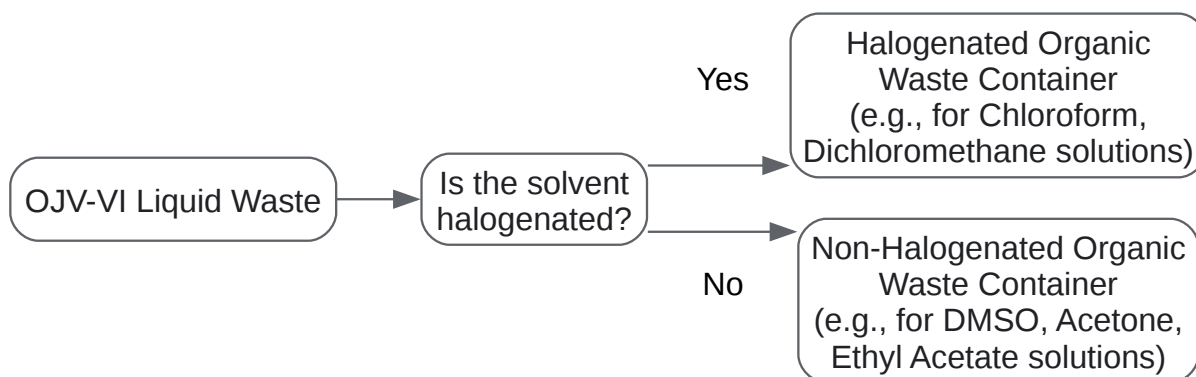 OJV-VI Liquid Waste
Is the solvent
halogenated?
Yes
Halogenated Organic
Waste Container
(e.g., for Chloroform,
Dichloromethane solutions)
No
Non-Halogenated Organic
Waste Container
(e.g., for DMSO, Acetone,
Ethyl Acetate solutions)